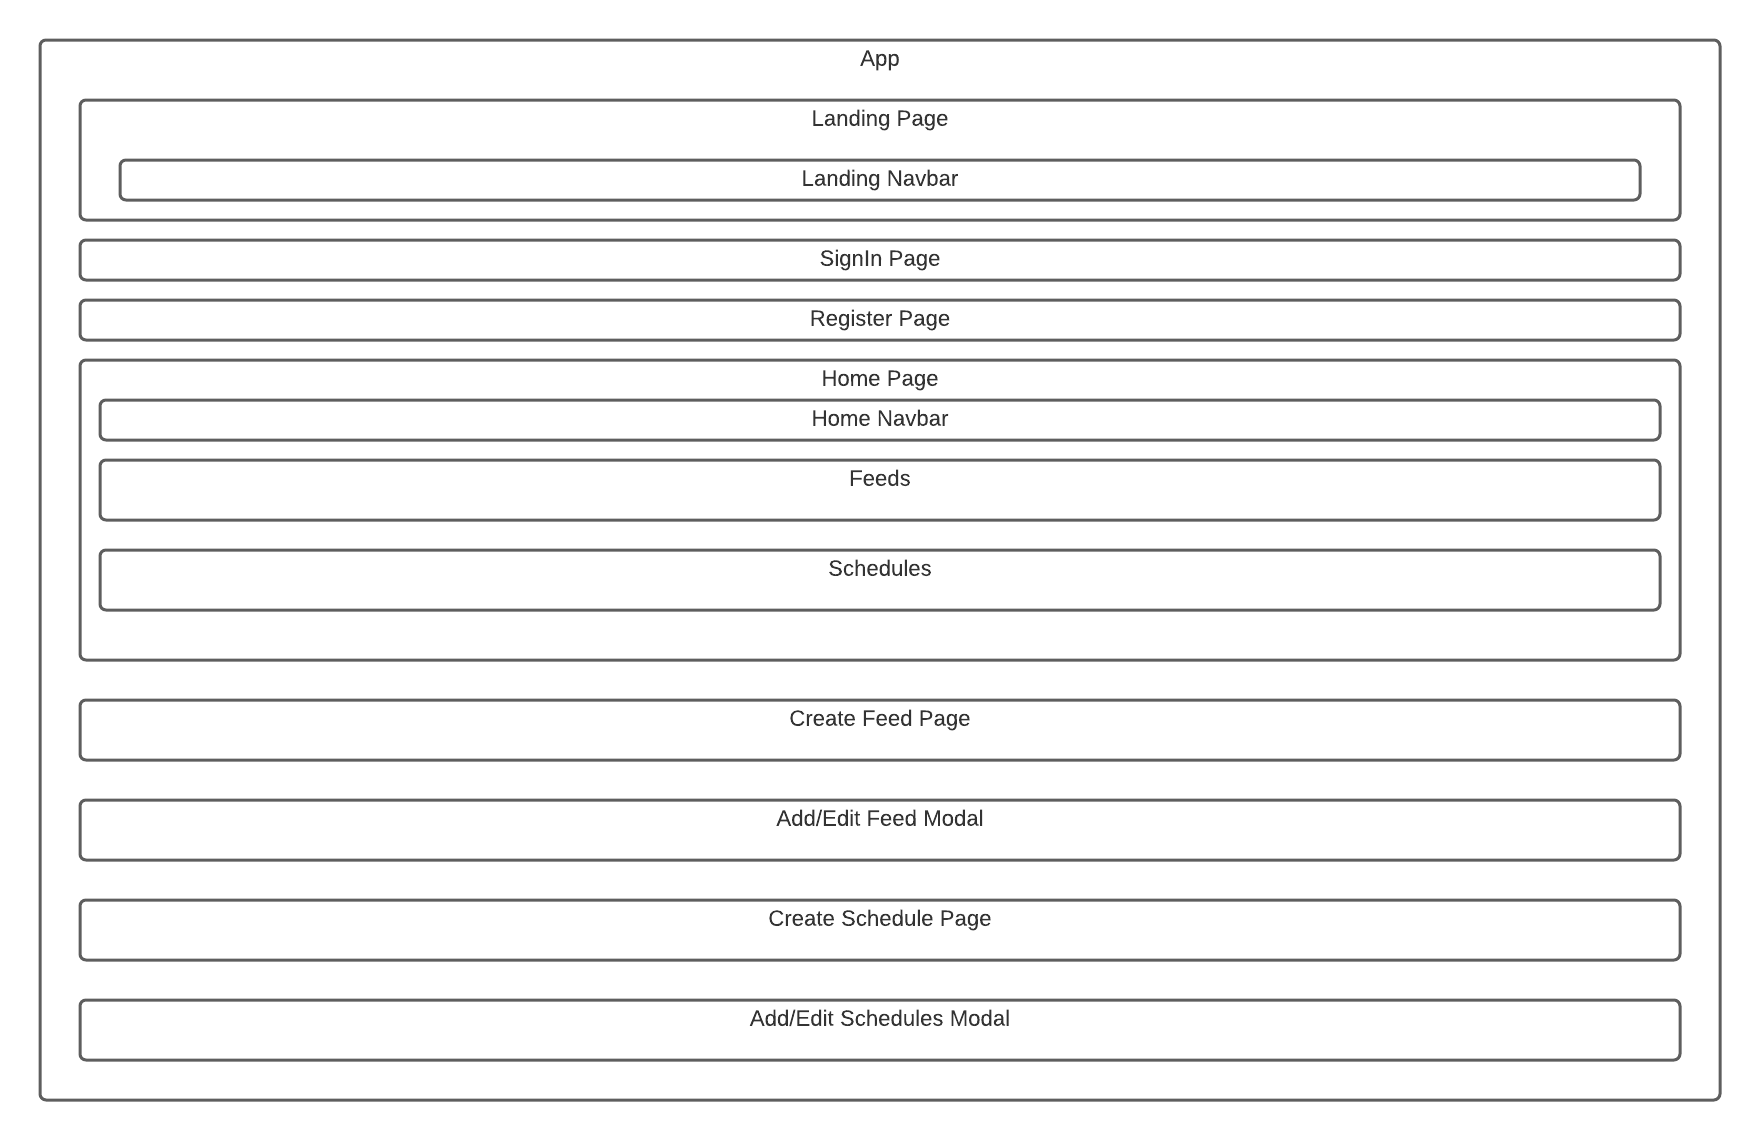 App
Landing Page
Landing Navbar
SignIn Page
Register Page
Home Page
Home Navbar
Feeds
Schedules
Create Feed Page
Add/Edit Feed Modal
Create Schedule Page
Add/Edit Schedules Modal